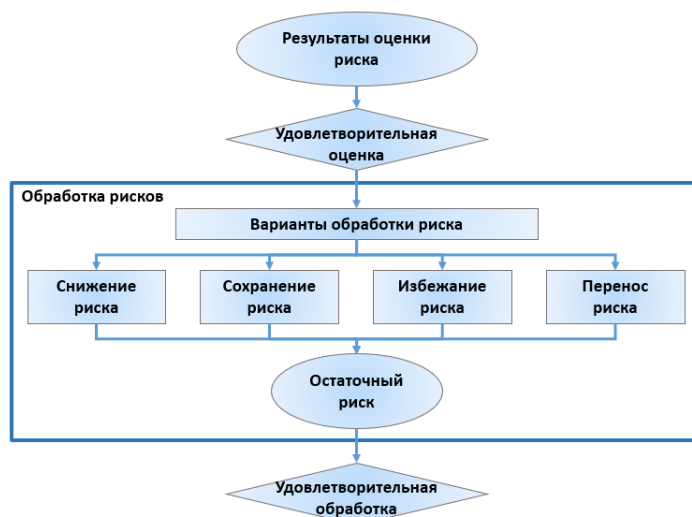 Результаты оценки
риска
Удовлетворительная
оценка
Обработка рисков
Варианты обработки риска
Снижение
риска
Сохранение
риска
Избежание
риска
Перенос
риска
Остаточный
риск
Удовлетворительная
обработка